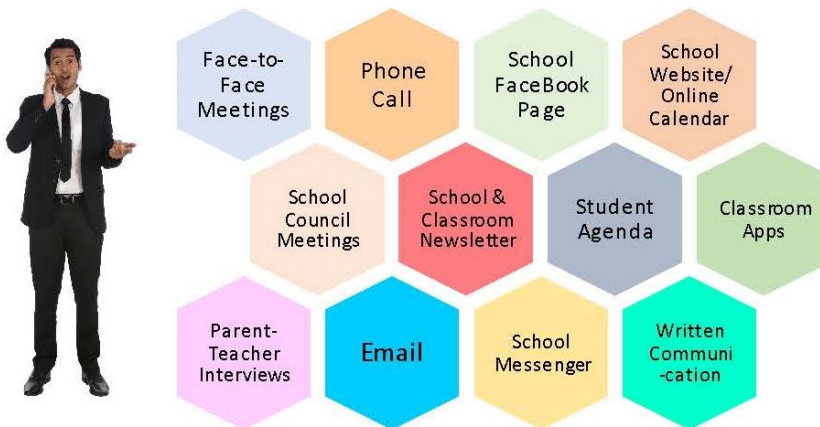 Face-to-
Face
Meetings
Phone
Call
School
FaceBook
Page
School
Website/
Online
Calendar
School
Council
Meetings
School &
Classroom
Newsletter
Student
Agenda
Classroom
Apps
Parent-
Teacher
Interviews
Email
School
Messenger
Written
Communi
-cation